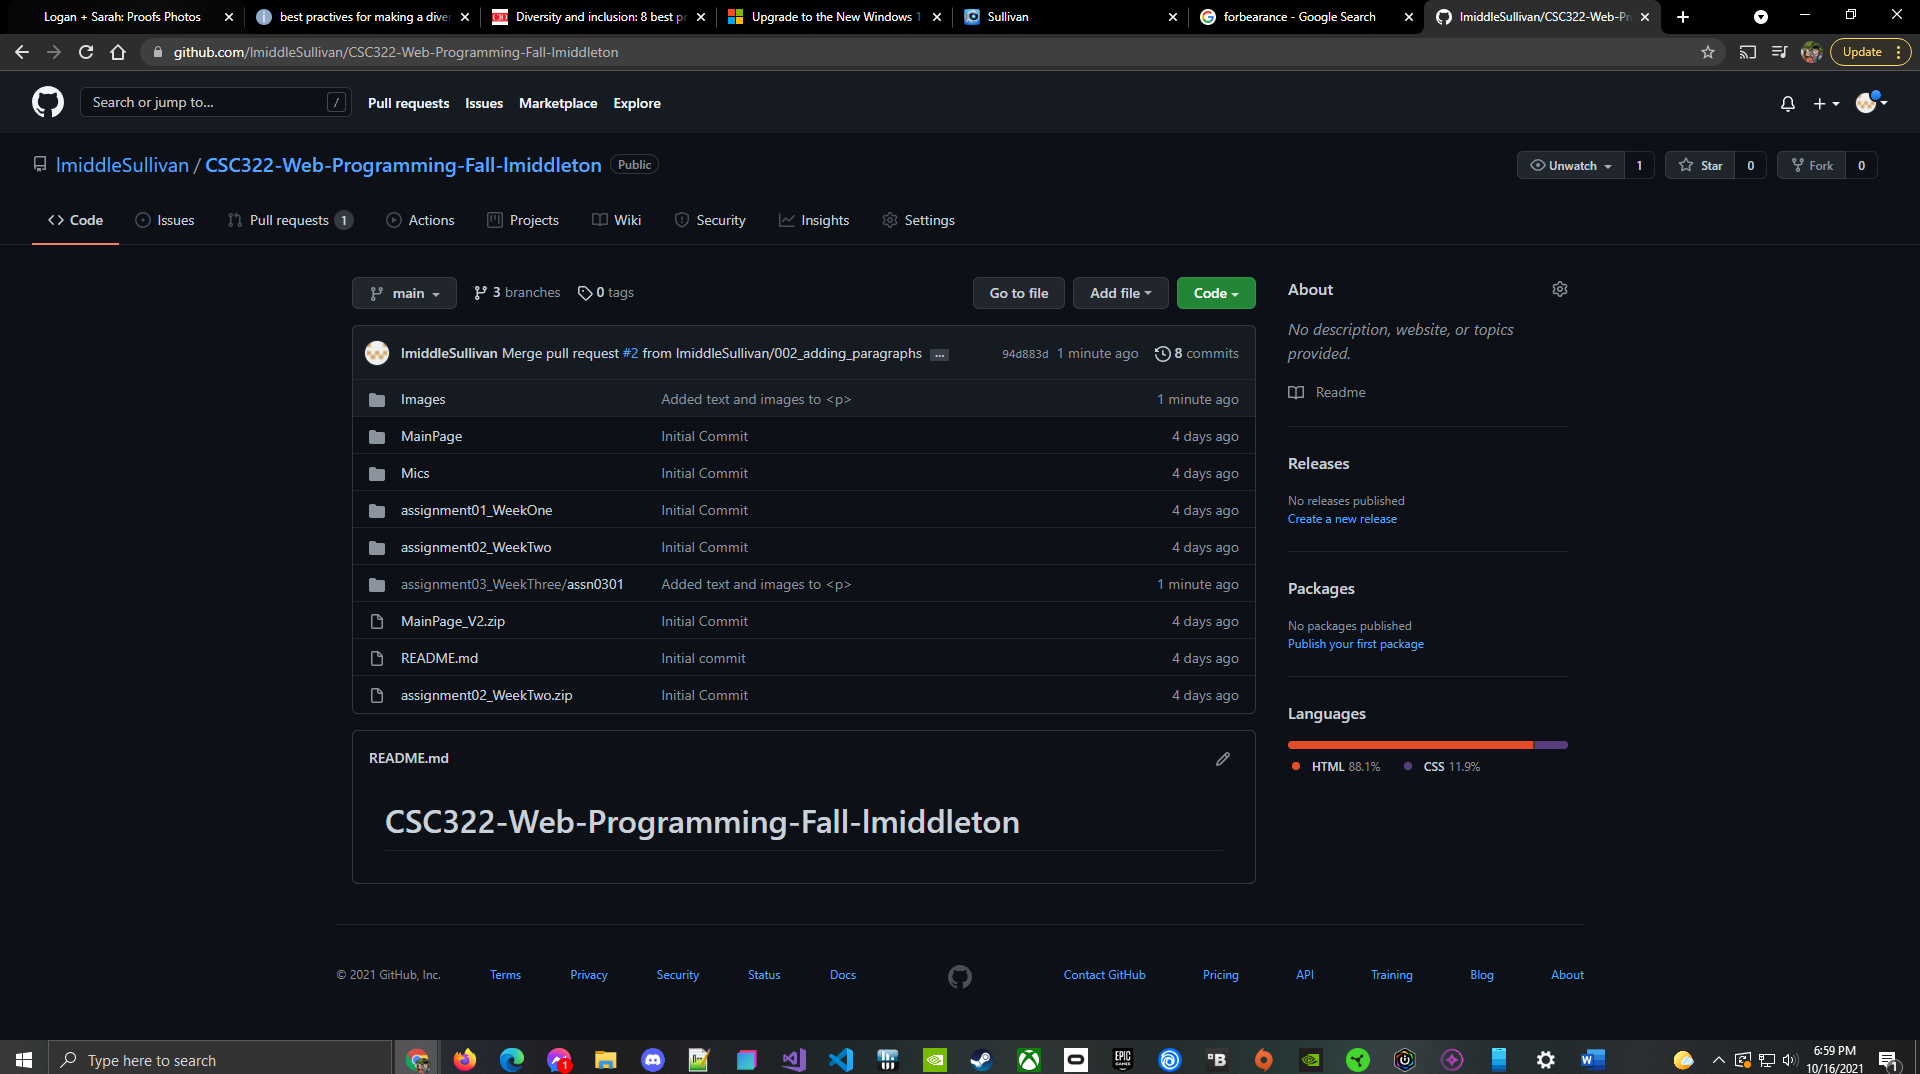 Logan + Sarah: Proofs Photos
best practives for making a dive
Diversity and inclusion: 8 best p
Upgrade to the New Windows 1
Sullivan
forbearance - Google Search
lmiddleSullivan/CSC322-Web-Pr
github.com/lmiddleSullivan/CSC322-Web-Programming-Fall-lmiddleton
Update
Search or jump to... /
Pull requests Issues Marketplace Explore
lmiddleSullivan / CSC322-Web-Programming-Fall-lmiddleton Public
Unwatch 1 Star 0 Fork 0
Code Issues Pull requests 1 Actions Projects Wiki Security Insights Settings
main 3 branches 0 tags Go to file Add file Code
lmiddleSullivan Merge pull request #2 from lmiddleSullivan/002_adding_paragraphs ... 94d883d 1 minute ago 8 commits
Images Added text and images to <p> 1 minute ago
MainPage Initial Commit 4 days ago
Mics Initial Commit 4 days ago
assignment01_WeekOne Initial Commit 4 days ago
assignment02_WeekTwo Initial Commit 4 days ago
assignment03_WeekThree/assn0301 Added text and images to <p> 1 minute ago
MainPage_V2.zip Initial Commit 4 days ago
README.md Initial commit 4 days ago
assignment02_WeekTwo.zip Initial Commit 4 days ago
README.md
CSC322-Web-Programming-Fall-lmiddleton
About
No description, website, or topics
provided.
Readme
Releases
No releases published
Create a new release
Packages
No packages published
Publish your first package
Languages
HTML 88.1% CSS 11.9%
© 2021 GitHub, Inc. Terms Privacy Security Status Docs Contact GitHub Pricing API Training Blog About
Type here to search
1
EPIC GAMES
B
W
6:59 PM
10/16/2021
1